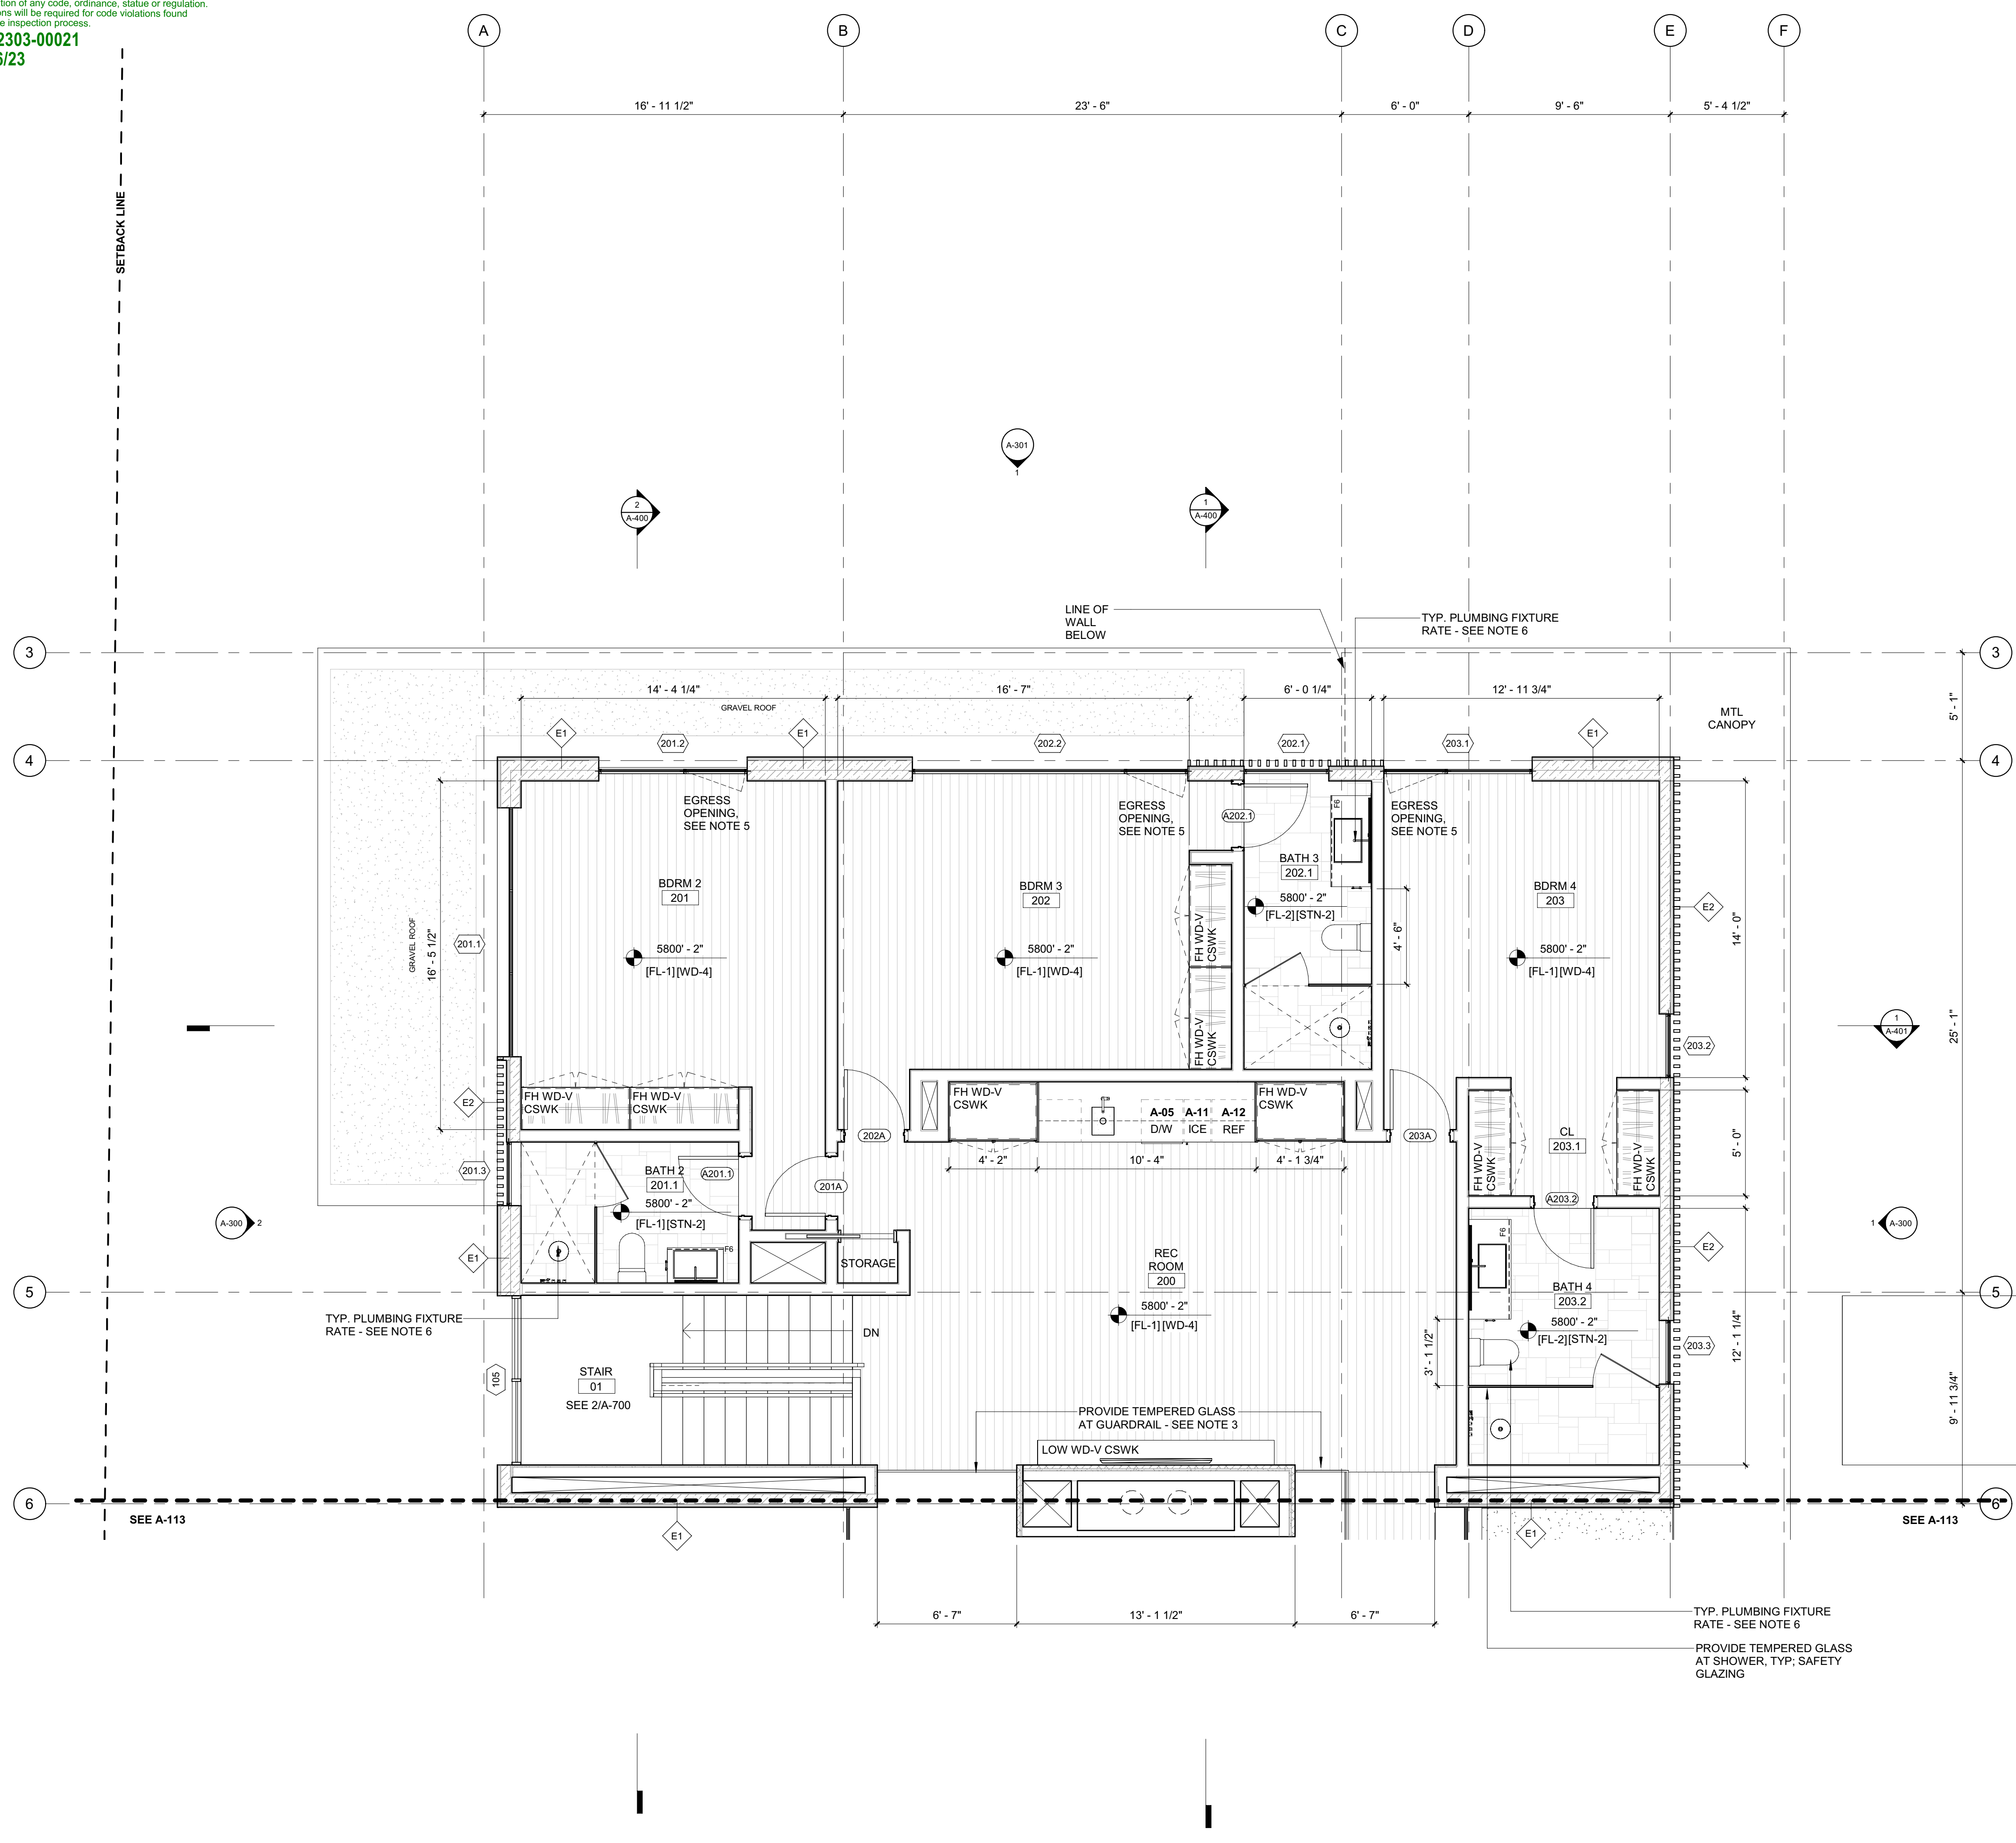 tion of any code, ordinance, statue or regulation.
ons will be required for code violations found
e inspection process.
2303-00021
6/23
A
B
C
D
E
F
16' - 11 1/2"
23' - 6"
6' - 0"
9' - 6"
5' - 4 1/2"
SETBACK LINE
A-301
1
2
A-400
1
A-400
LINE OF
WALL
BELOW
TYP. PLUMBING FIXTURE
RATE - SEE NOTE 6
3
3
14' - 4 1/4"
16' - 7"
6' - 0 1/4"
12' - 11 3/4"
GRAVEL ROOF
MTL
CANOPY
5' - 1"
E1
201.2
E1
202.2
202.1
203.1
E1
4
4
EGRESS
OPENING,
SEE NOTE 5
EGRESS
OPENING,
SEE NOTE 5
EGRESS
OPENING,
SEE NOTE 5
A202.1
F6
BATH 3
202.1
5800' - 2"
[FL-2][STN-2]
BDRM 2
201
5800' - 2"
[FL-1][WD-4]
BDRM 3
202
5800' - 2"
[FL-1][WD-4]
BDRM 4
203
5800' - 2"
[FL-1][WD-4]
GRAVEL ROOF
16' - 5 1/2"
201.1
FH WD-V
CSWK
FH WD-V
CSWK
4' - 6"
14' - 0"
E2
25' - 1"
1
A-401
203.2
E2
FH WD-V
CSWK
FH WD-V
CSWK
FH WD-V
CSWK
A-05
D/W
A-11
ICE
A-12
REF
FH WD-V
CSWK
202A
203A
4' - 2"
10' - 4"
4' - 1 3/4"
FH WD-V
CSWK
CL
203.1
FH WD-V
CSWK
5' - 0"
201.3
BATH 2
201.1
A201.1
5800' - 2"
[FL-1][STN-2]
201A
A203.2
A-300
2
1
A-300
E1
F6
STORAGE
REC
ROOM
200
5800' - 2"
[FL-1][WD-4]
F6
E2
BATH 4
203.2
5800' - 2"
[FL-2][STN-2]
5
5
TYP. PLUMBING FIXTURE
RATE - SEE NOTE 6
DN
3' - 1 1/2"
203.3
12' - 1 1/4"
105
STAIR
01
SEE 2/A-700
PROVIDE TEMPERED GLASS
AT GUARDRAIL - SEE NOTE 3
9' - 11 3/4"
LOW WD-V CSWK
6
6
SEE A-113
SEE A-113
E1
E1
6' - 7"
13' - 1 1/2"
6' - 7"
TYP. PLUMBING FIXTURE
RATE - SEE NOTE 6
PROVIDE TEMPERED GLASS
AT SHOWER, TYP; SAFETY
GLAZING